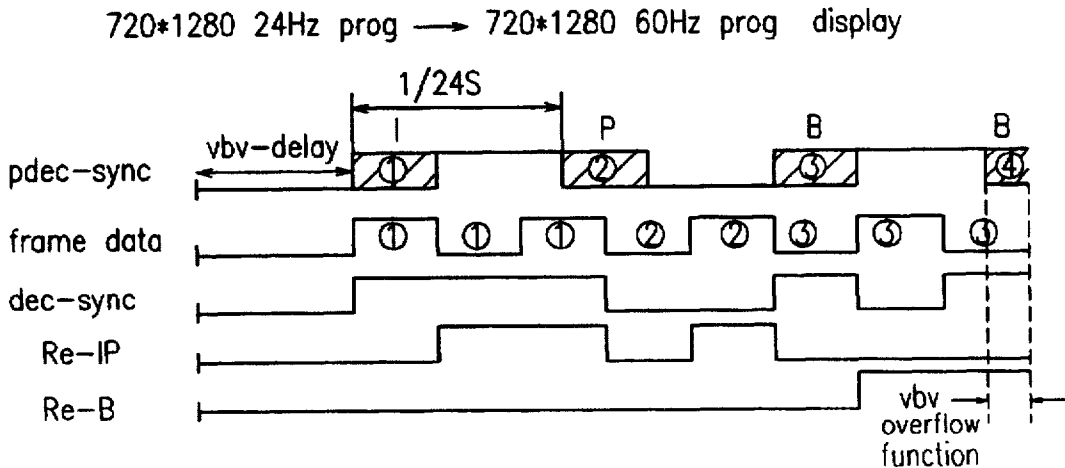 720*1280 24Hz prog → 720*1280 60Hz prog display
1/24S
I P B B
vbv-delay
pdec-sync ① ② ③ ④
frame data ① ① ① ② ② ③ ③ ③
dec-sync
Re-IP
Re-B
vbv
overflow
function